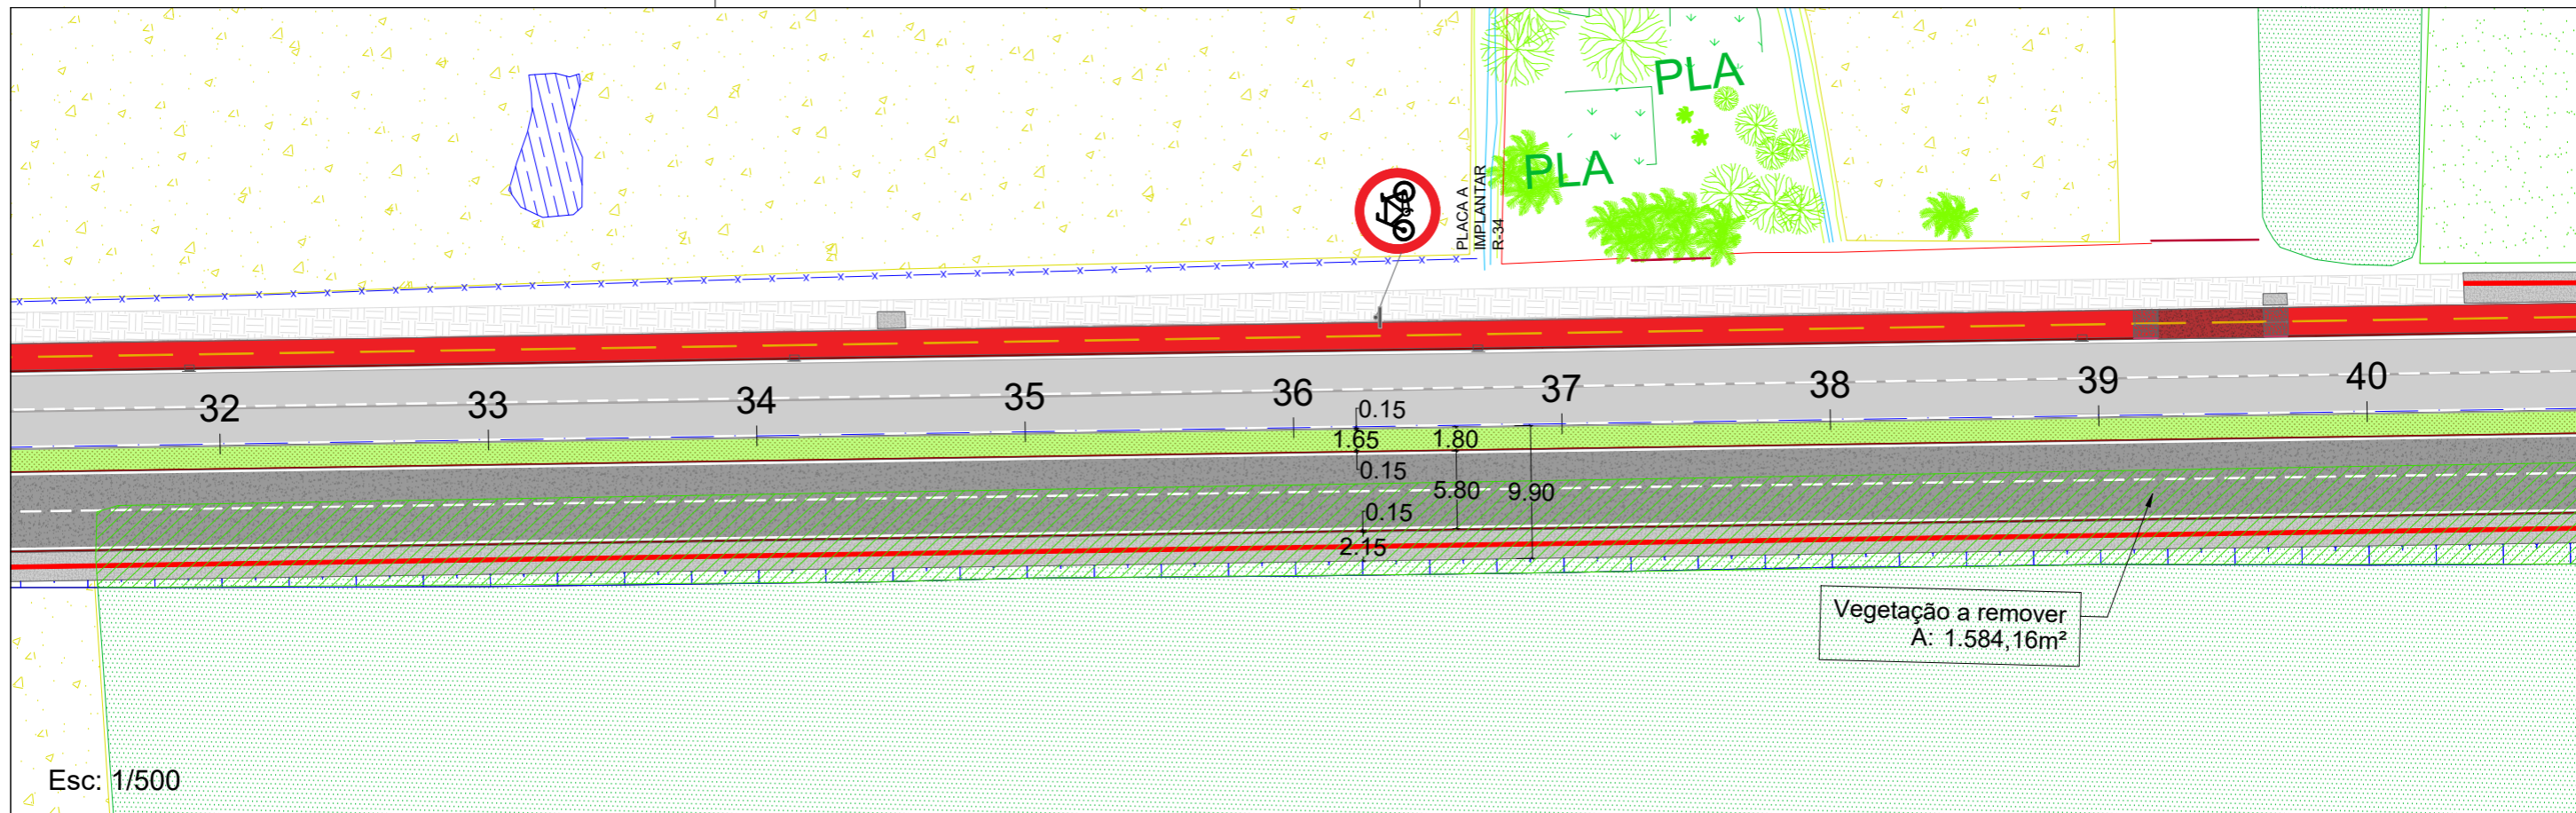 PLA
PLA
PLACA A
IMPLANTAR
R-34
32
33
34
35
36
37
38
39
40
0.15
1.65
1.80
0.15
5.80
9.90
0.15
2.15
Vegetação a remover
A: 1.584,16m²
Esc: 1/500